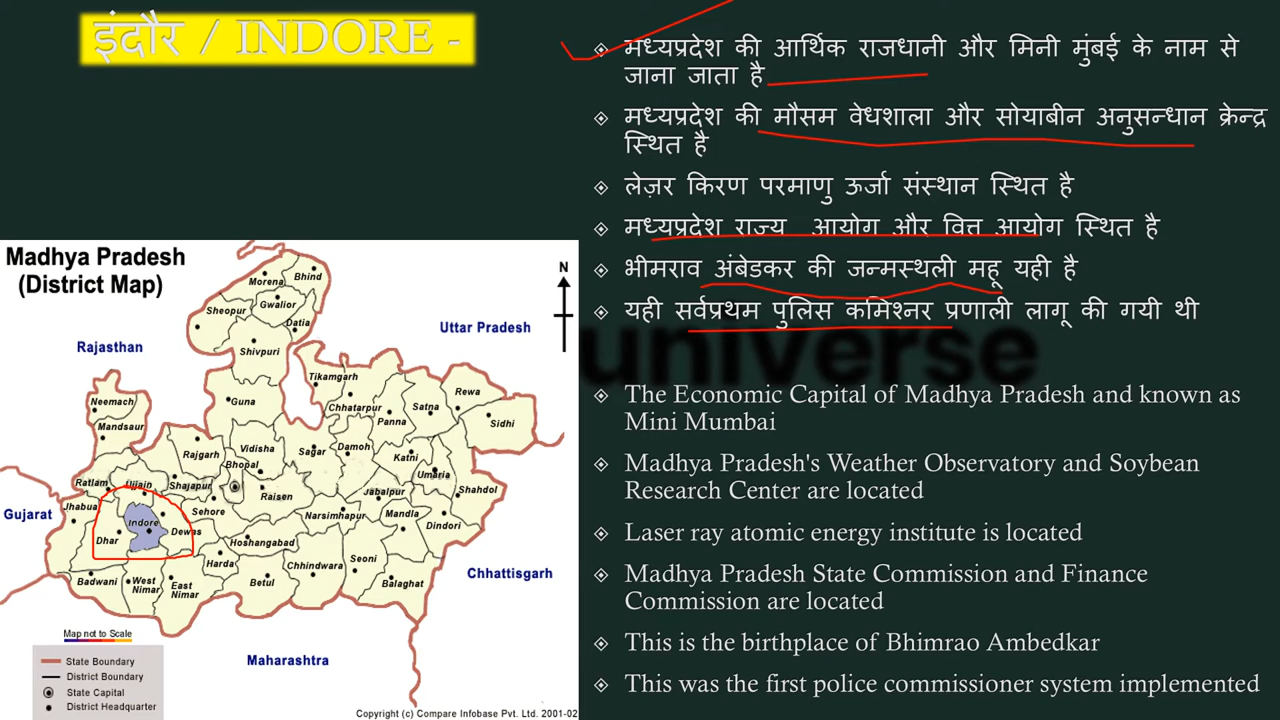 इंदौर / INDORE -
मध्यप्रदेश की आर्थिक राजधानी और मिनी मुंबई के नाम से
जाना जाता है
मध्यप्रदेश की मौसम वेधशाला और सोयाबीन अनुसन्धान क्रेन्द्र
स्थित है
लेज़र किरण परमाणु ऊर्जा संस्थान स्थित है
मध्यप्रदेश राज्य आयोग और वित्त आयोग स्थित है
भीमराव अंबेडकर की जन्मस्थली महू यही है
यही सर्वप्रथम पुलिस कमिश्नर प्रणाली लागू की गयी थी
universe
The Economic Capital of Madhya Pradesh and known as
Mini Mumbai
Madhya Pradesh's Weather Observatory and Soybean
Research Center are located
Laser ray atomic energy institute is located
Madhya Pradesh State Commission and Finance
Commission are located
This is the birthplace of Bhimrao Ambedkar
This was the first police commissioner system implemented
Madhya Pradesh
(District Map)
N
Uttar Pradesh
Rajasthan
Gujarat
Chhattisgarh
Maharashtra
Morena
Bhind
Gwalior
Sheopur
Datia
Shivpuri
Tikamgarh
Rewa
Neemach
Guna
Chhatarpur
Satna
Panna
Sidhi
Mandsaur
Rajgarh
Vidisha
Sagar
Damoh
Katni
Bhopal
Umaria
Ratlam
Ujjain
Shajapur
Raisen
Jabalpur
Shahdol
Jhabua
Sehore
Narsimhapur
Mandla
Indore
Dewas
Dindori
Dhar
Hoshangabad
Harda
Seoni
Chhindwara
Badwani
West
Nimar
East
Nimar
Betul
Balaghat
Map not to Scale
State Boundary
District Boundary
State Capital
District Headquarter
Copyright (c) Compare Infobase Pvt. Ltd. 2001-02